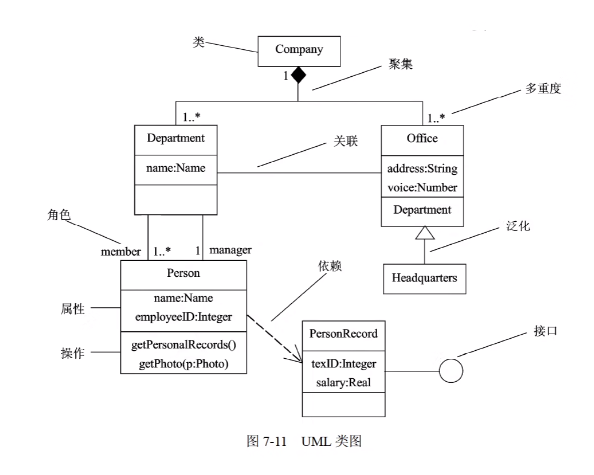 类
Company
1
聚集
多重度
1..*
1..*
Department
Office
关联
name:Name
address:String
voice:Number
Department
角色
泛化
member
1..*
1
manager
依赖
Person
Headquarters
属性
name:Name
employeeID:Integer
接口
PersonRecord
操作
getPersonalRecords()
getPhoto(p:Photo)
texID:Integer
salary:Real
图 7-11 UML 类图